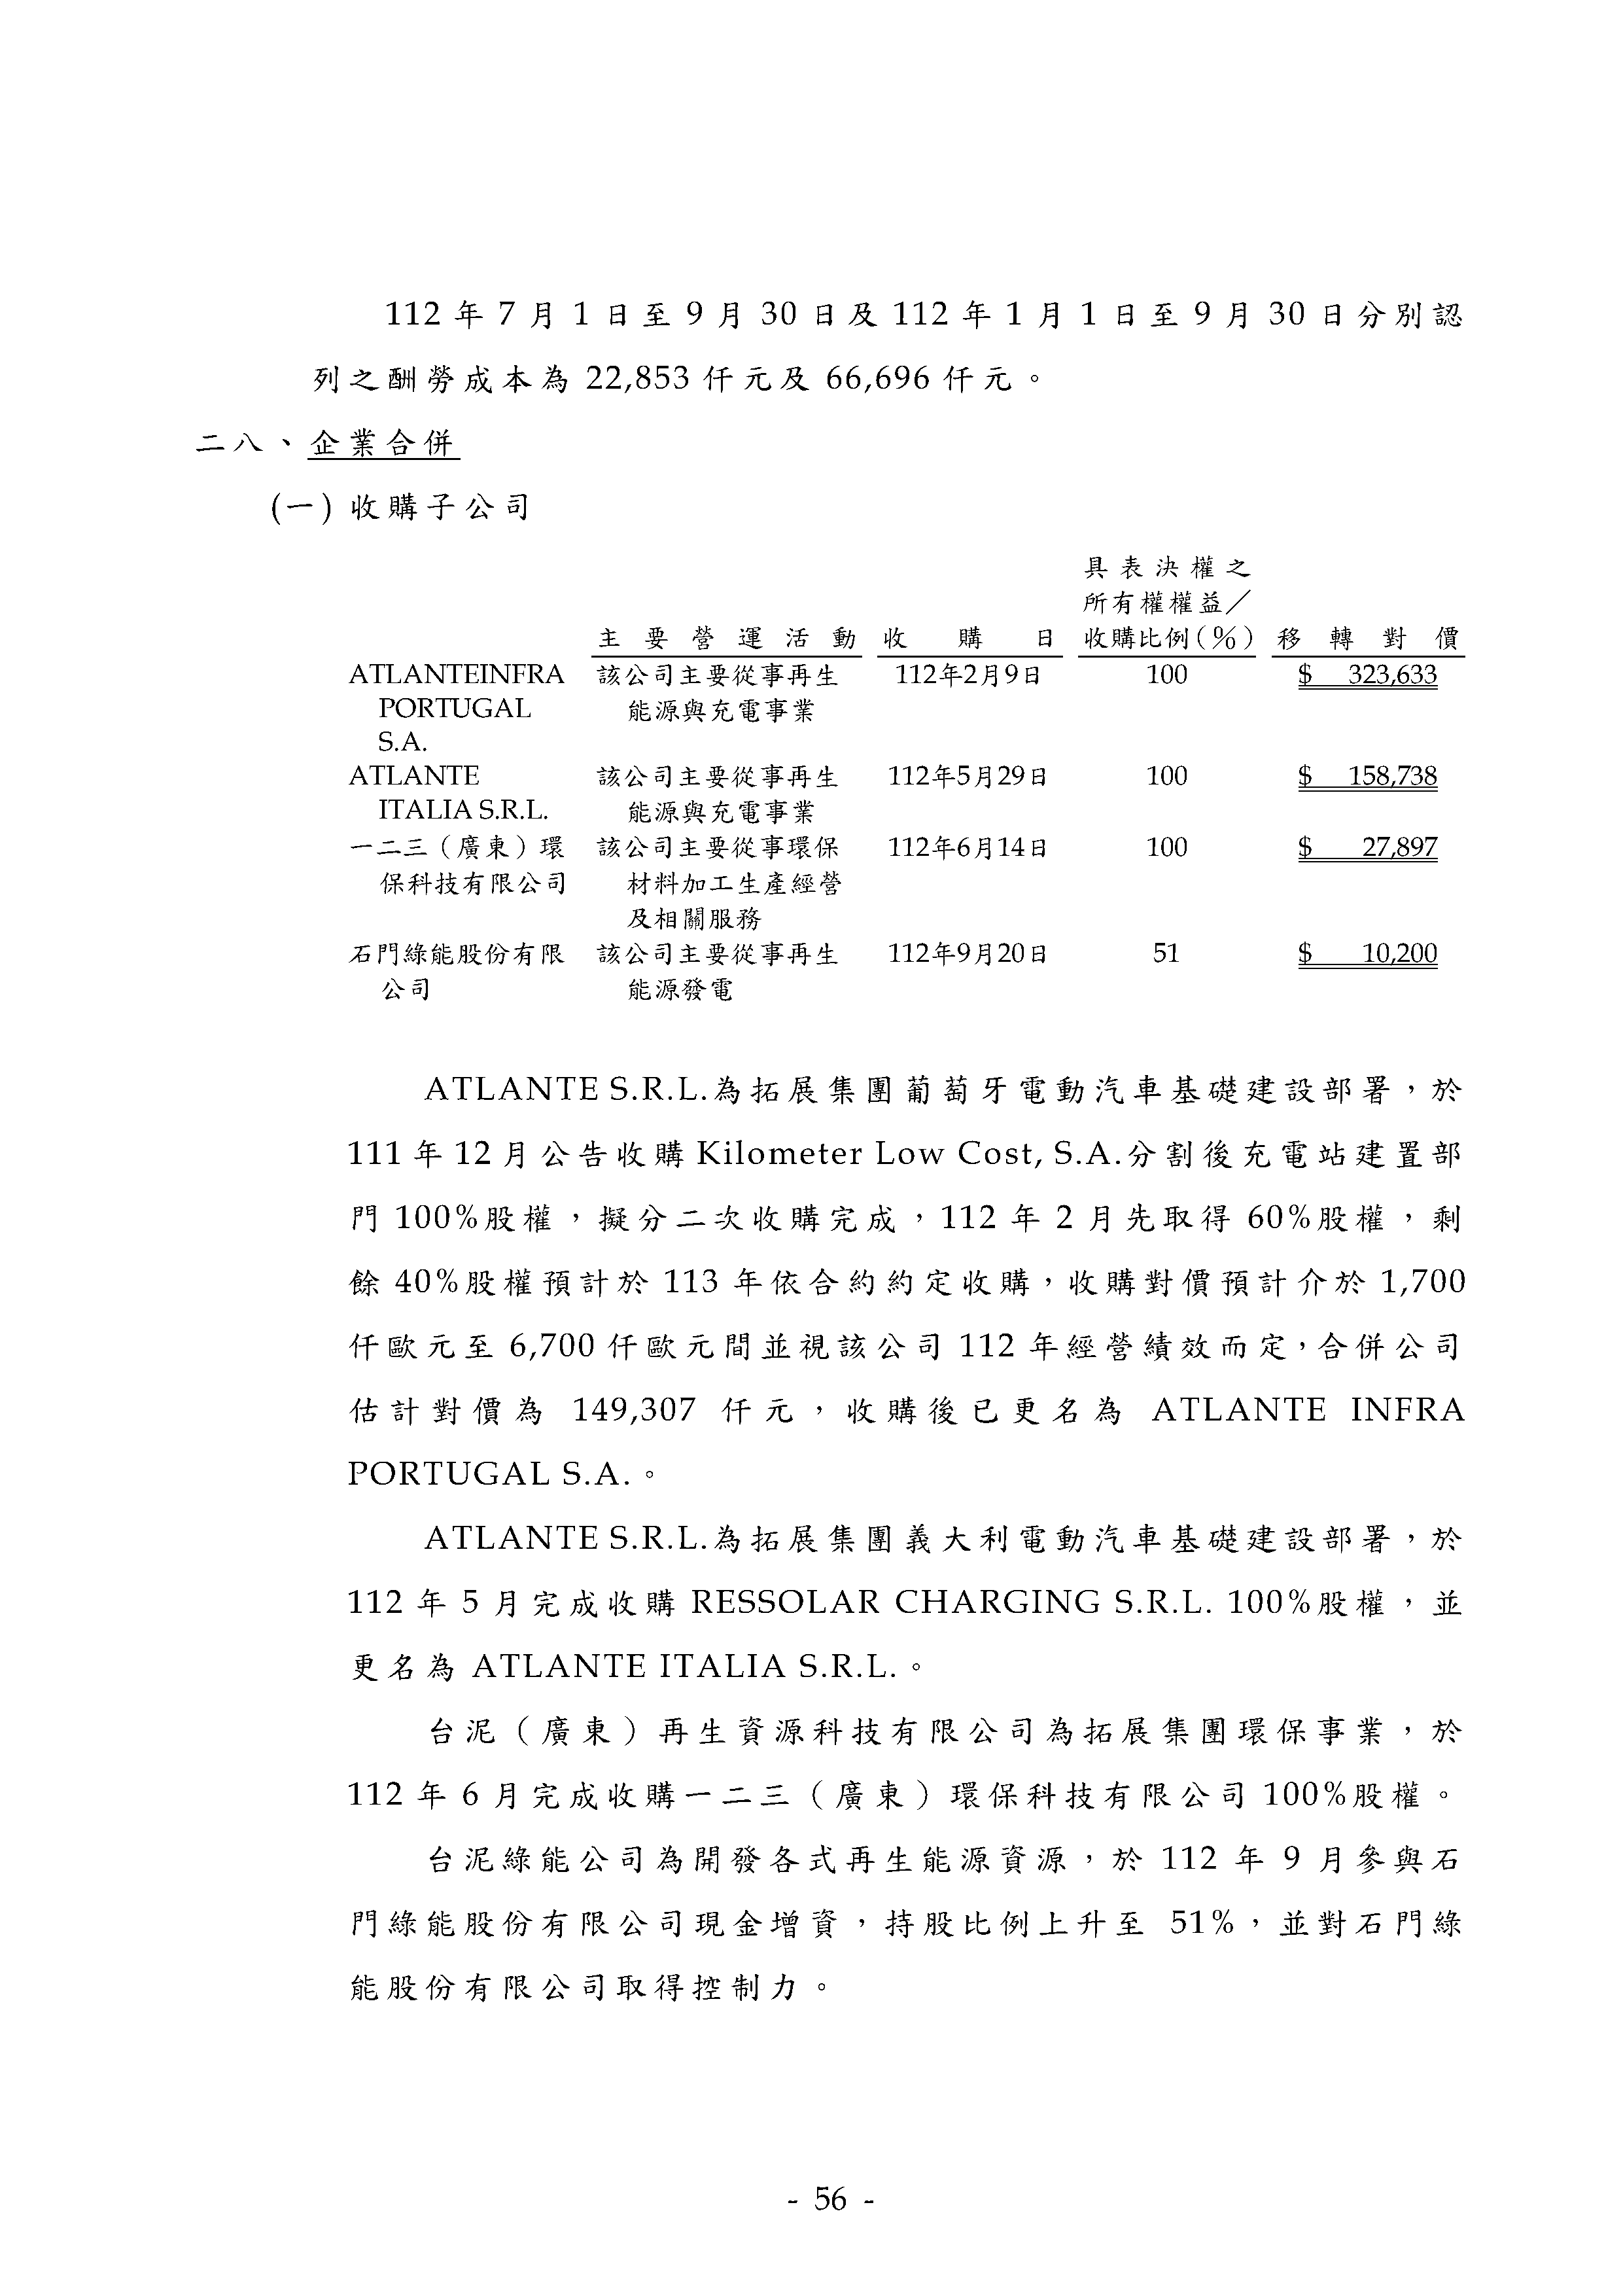 112 年 7 月 1 日至 9 月 30 日及 112 年 1 月 1 日至 9 月 30 日分別認
列之酬勞成本為 22,853 仟元及 66,696 仟元。
二八、企業合併
(一) 收購子公司
具表決權之
所有權權益／
主要營運活動 收購日 收購比例(%) 移轉對價
ATLANTEINFRA 該公司主要從事再生 112年2月9日 100 $ 323,633
PORTUGAL 能源與充電事業
S.A.
ATLANTE 該公司主要從事再生 112年5月29日 100 $ 158,738
ITALIA S.R.L. 能源與充電事業
一二三（廣東）環 該公司主要從事環保 112年6月14日 100 $ 27,897
保科技有限公司 材料加工生產經營
及相關服務
石門綠能股份有限 該公司主要從事再生 112年9月20日 51 $ 10,200
公司 能源發電
ATLANTE S.R.L.為拓展集團葡萄牙電動汽車基礎建設部署，於
111 年 12 月公告收購 Kilometer Low Cost, S.A.分割後充電站建置部
門 100%股權，擬分二次收購完成，112 年 2 月先取得 60%股權，剩
餘 40%股權預計於 113 年依合約約定收購，收購對價預計介於 1,700
仟歐元至 6,700 仟歐元間並視該公司 112 年經營績效而定，合併公司
估計對價為 149,307 仟元，收購後已更名為 ATLANTE INFRA
PORTUGAL S.A.。
ATLANTE S.R.L.為拓展集團義大利電動汽車基礎建設部署，於
112 年 5 月完成收購 RESSOLAR CHARGING S.R.L. 100%股權，並
更名為 ATLANTE ITALIA S.R.L.。
台泥（廣東）再生資源科技有限公司為拓展集團環保事業，於
112 年 6 月完成收購一二三（廣東）環保科技有限公司 100%股權。
台泥綠能公司為開發各式再生能源資源，於 112 年 9 月參與石
門綠能股份有限公司現金增資，持股比例上升至 51%，並對石門綠
能股份有限公司取得控制力。
- 56 -